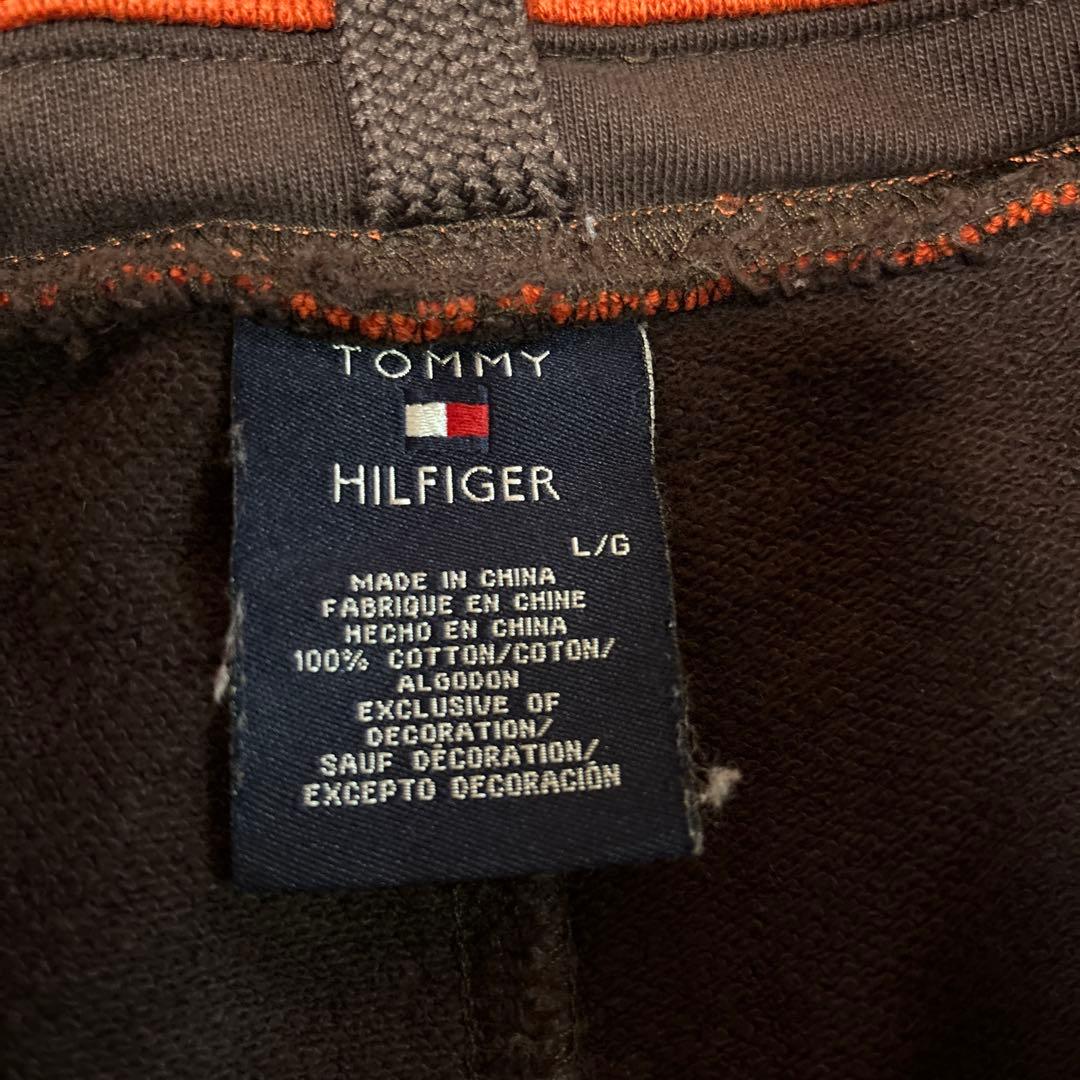 TOMMY
HILFIGER
L/G
MADE IN CHINA
FABRIQUE EN CHINE
HECHO EN CHINA
100% COTTON/COTON/
ALGODON
EXCLUSIVE OF
DECORATION/
SAUF DÉCORATION/
EXCEPTO DECORACIÓN